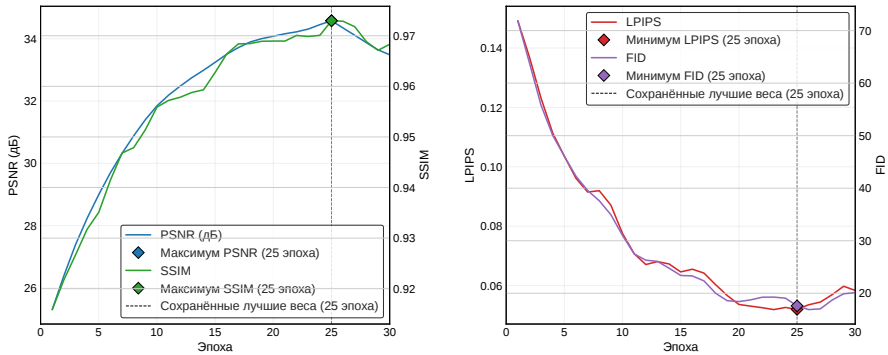 34
32
30
28
26
PSNR (дБ)
0.97
0.96
0.95
0.94
0.93
0.92
SSIM
PSNR (дБ)
Максимум PSNR (25 эпоха)
SSIM
Максимум SSIM (25 эпоха)
Сохранённые лучшие веса (25 эпоха)
0 5 10 15 20 25 30
Эпоха
0.14
0.12
0.10
0.08
0.06
LPIPS
70
60
50
40
30
20
FID
LPIPS
Минимум LPIPS (25 эпоха)
FID
Минимум FID (25 эпоха)
Сохранённые лучшие веса (25 эпоха)
0 5 10 15 20 25 30
Эпоха